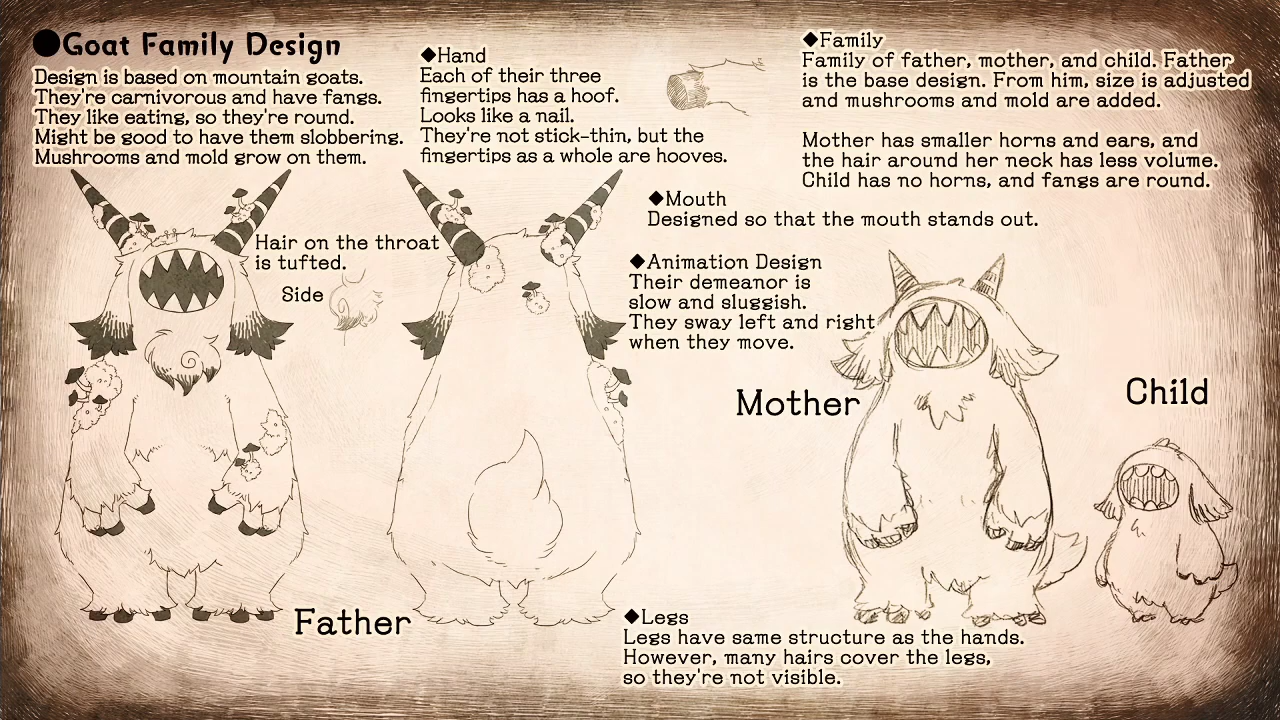 ●Goat Family Design
Design is based on mountain goats.
They're carnivorous and have fangs.
They like eating, so they're round.
Might be good to have them slobbering.
Mushrooms and mold grow on them.
◆Hand
Each of their three
fingertips has a hoof.
Looks like a nail.
They're not stick-thin, but the
fingertips as a whole are hooves.
◆Family
Family of father, mother, and child. Father
is the base design. From him, size is adjusted
and mushrooms and mold are added.
Mother has smaller horns and ears, and
the hair around her neck has less volume.
Child has no horns, and fangs are round.
◆Mouth
Designed so that the mouth stands out.
Hair on the throat
is tufted.
Side
◆Animation Design
Their demeanor is
slow and sluggish.
They sway left and right
when they move.
Mother
Child
Father
◆Legs
Legs have same structure as the hands.
However, many hairs cover the legs,
so they're not visible.